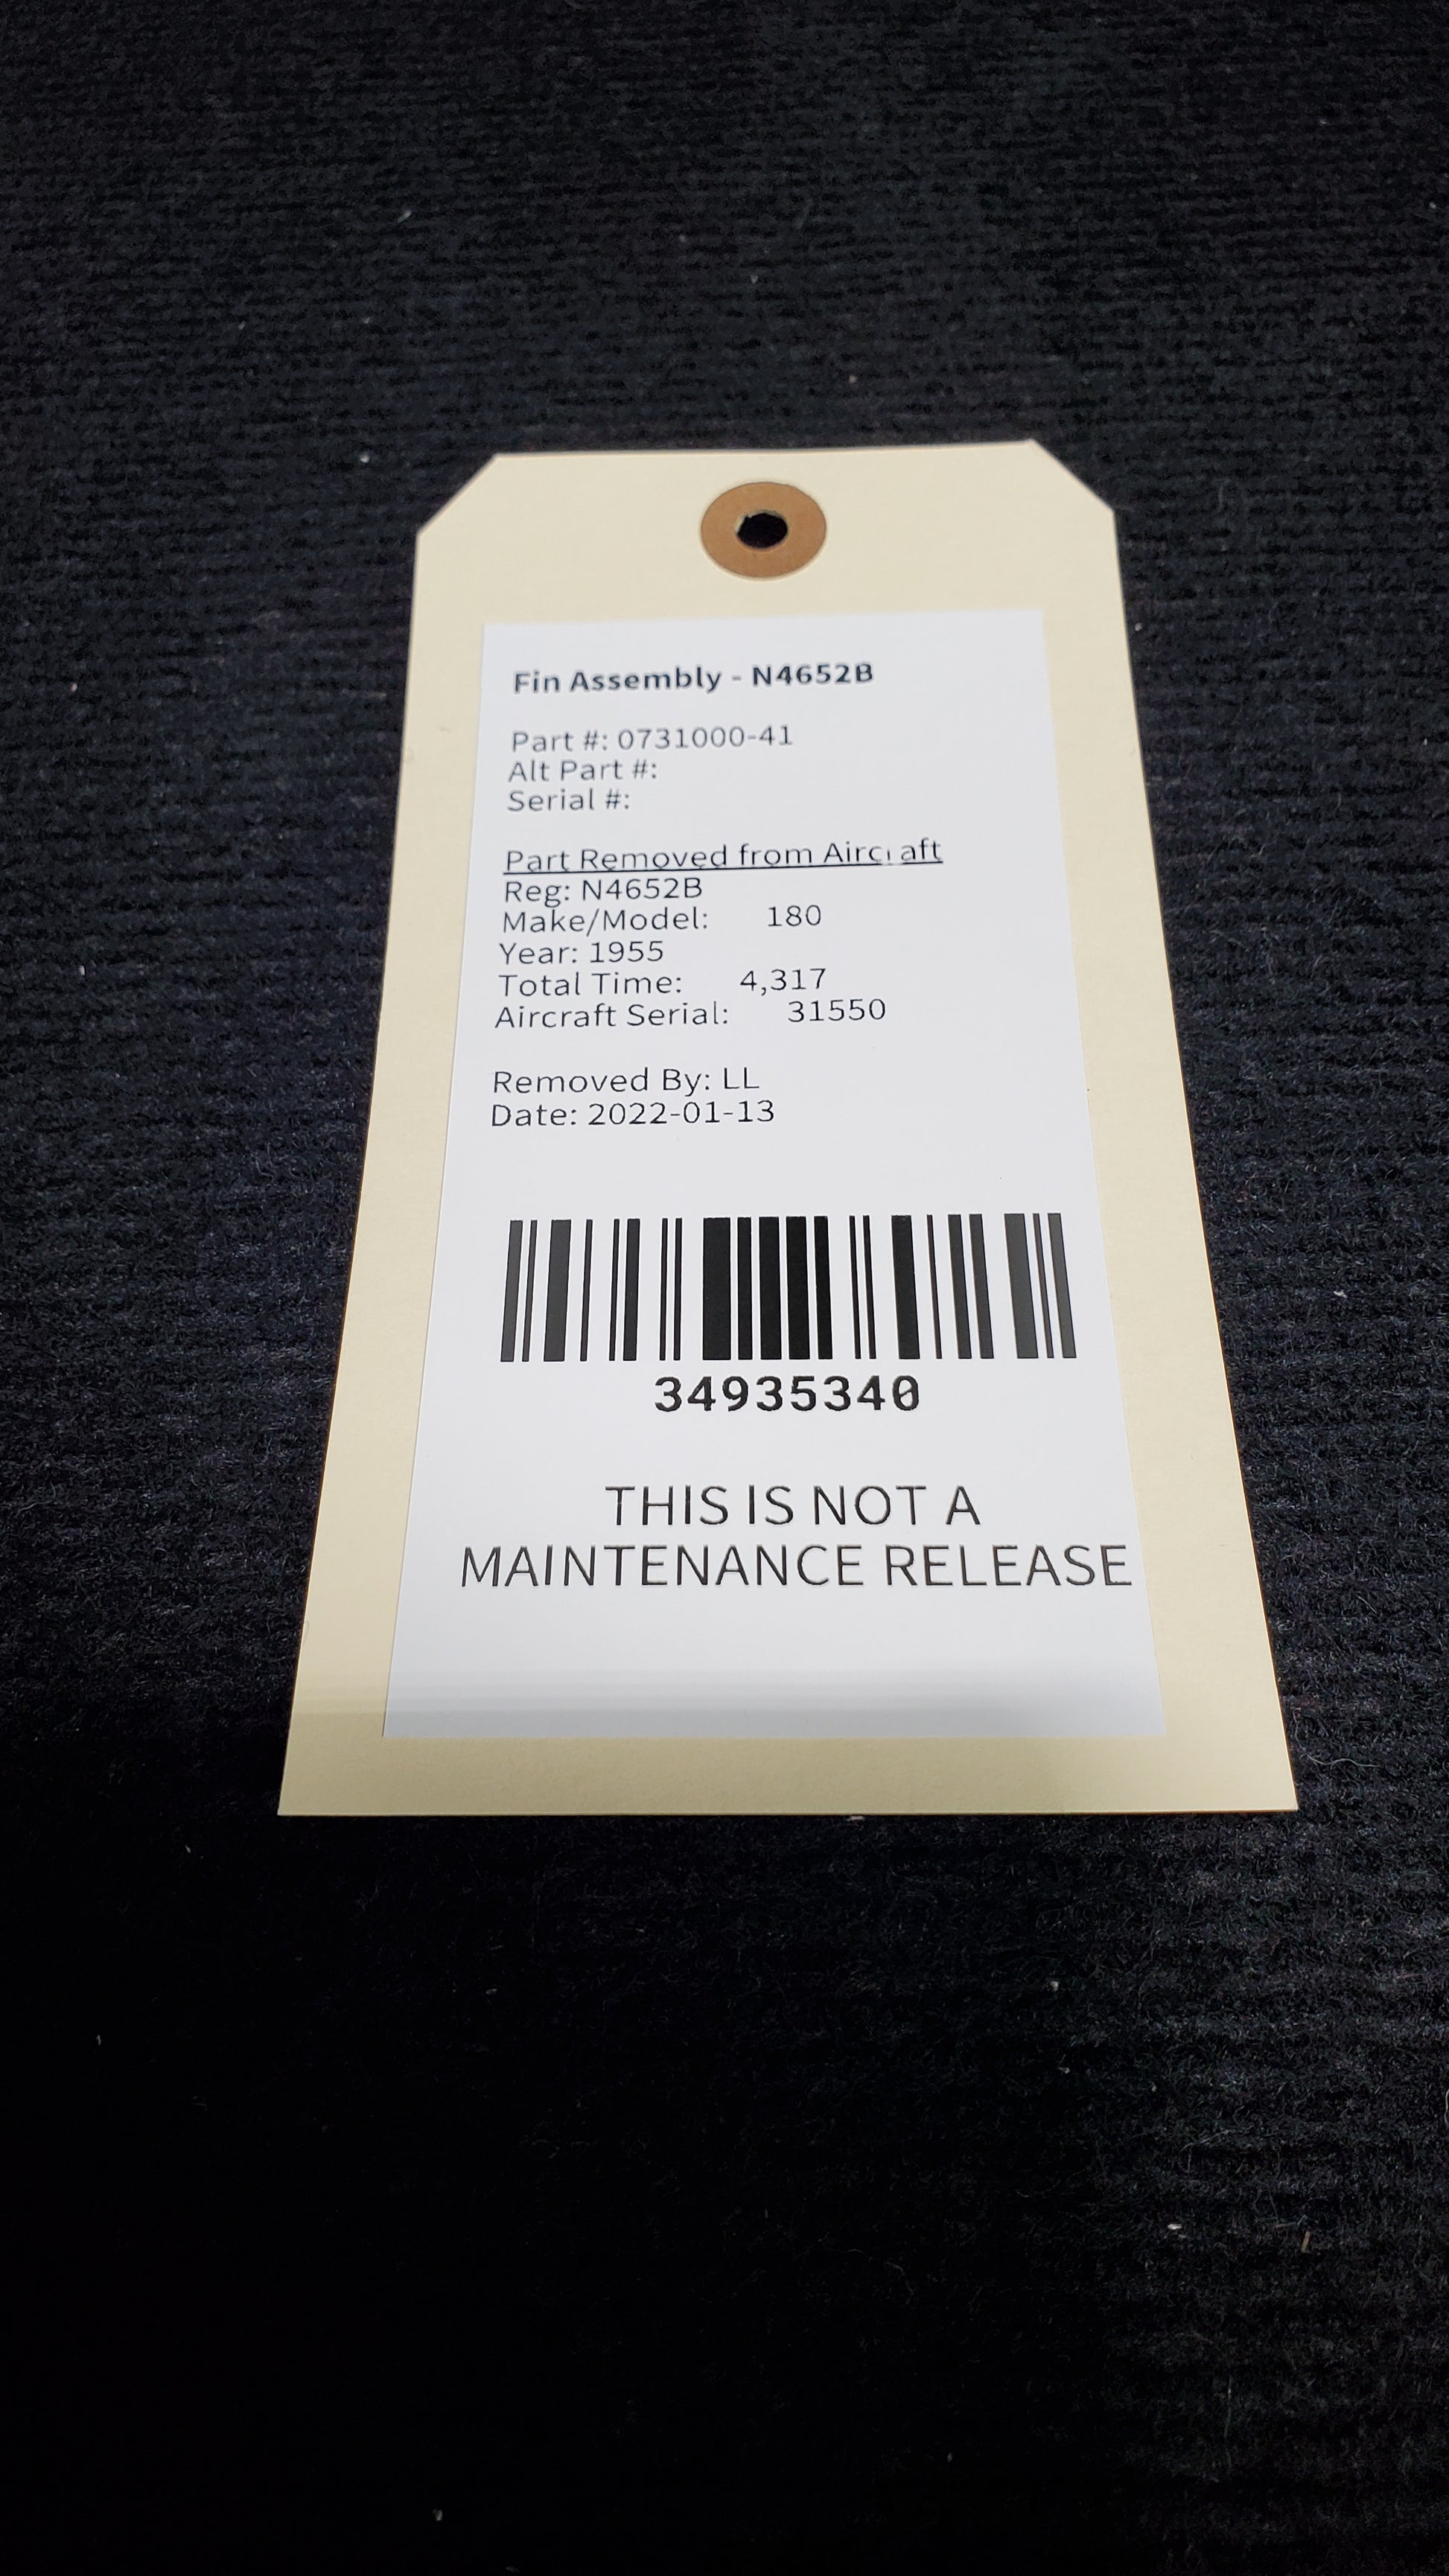 Fin Assembly - N4652B
Part #: 0731000-41
Alt Part #:
Serial #:
Part Removed from Aircraft
Reg: N4652B
Make/Model: 180
Year: 1955
Total Time: 4,317
Aircraft Serial: 31550
Removed By: LL
Date: 2022-01-13
34935340
THIS IS NOT A
MAINTENANCE RELEASE